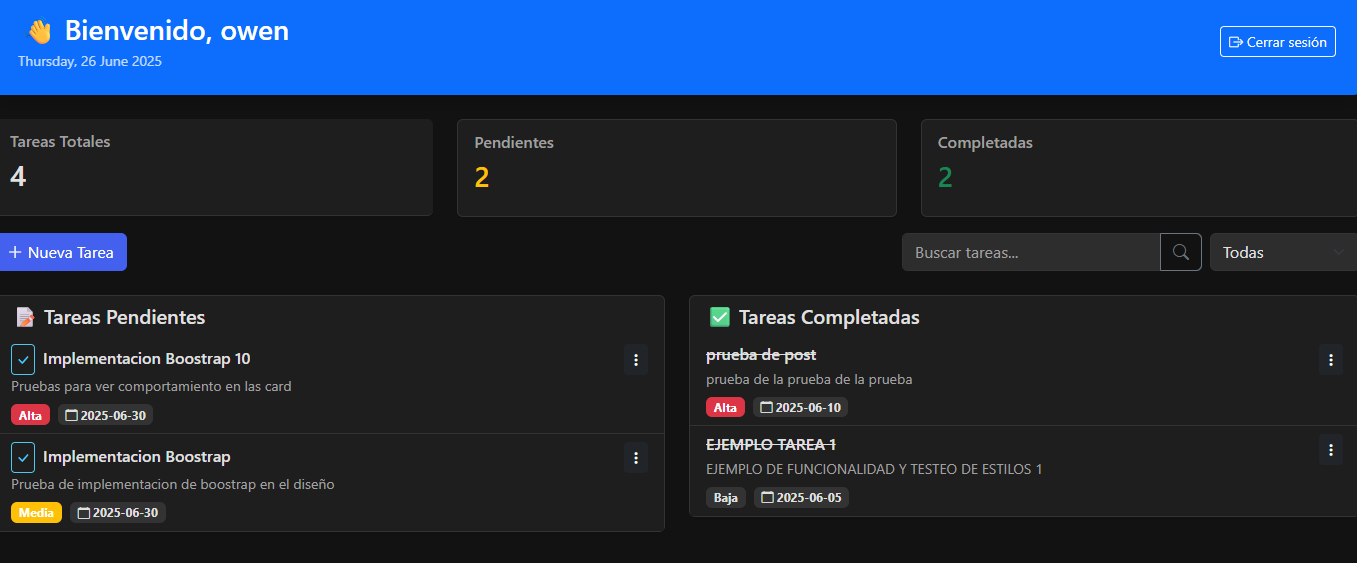 👋 Bienvenido, owen
Thursday, 26 June 2025
Cerrar sesión
Tareas Totales
4
Pendientes
2
Completadas
2
+ Nueva Tarea
Buscar tareas...
Todas
📝 Tareas Pendientes
Implementacion Boostrap 10
Pruebas para ver comportamiento en las card
Alta 2025-06-30
Implementacion Boostrap
Prueba de implementacion de boostrap en el diseño
Media 2025-06-30
✅ Tareas Completadas
prueba de post
prueba de la prueba de la prueba
Alta 2025-06-10
EJEMPLO TAREA 1
EJEMPLO DE FUNCIONALIDAD Y TESTEO DE ESTILOS 1
Baja 2025-06-05